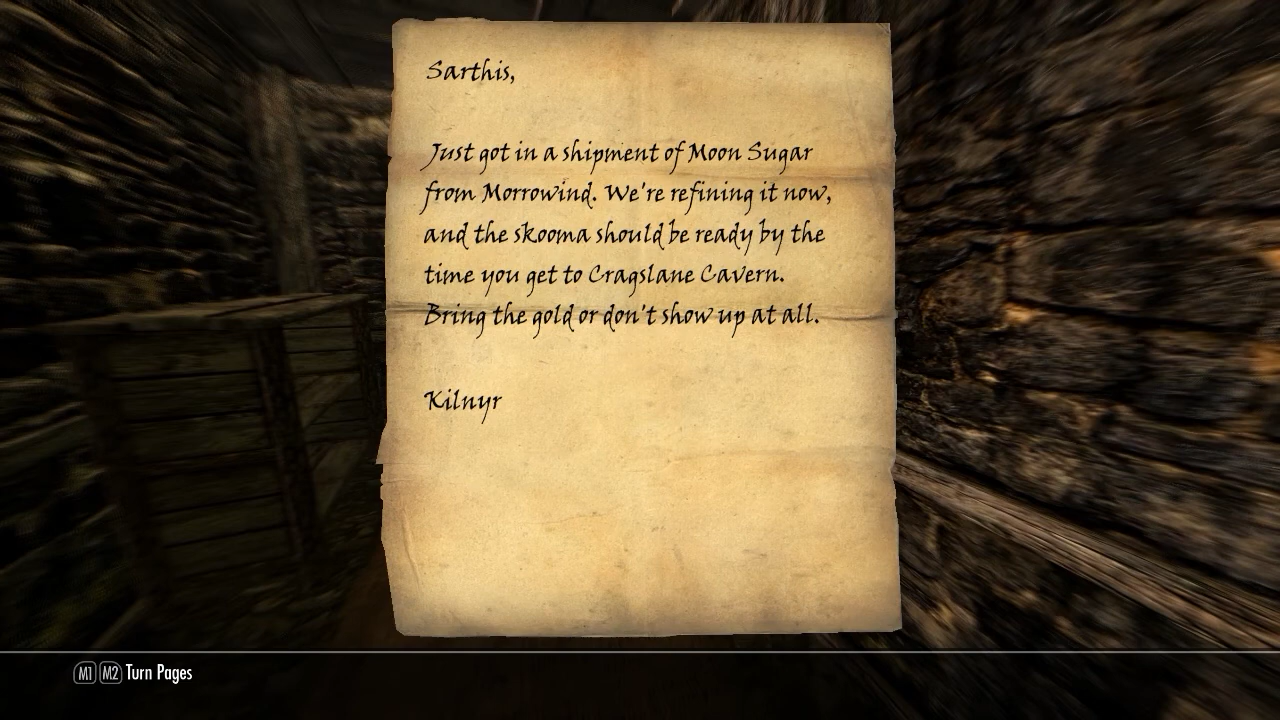 Sarthis,
Just got in a shipment of Moon Sugar
from Morrowind. We're refining it now,
and the skooma should be ready by the
time you get to Cragslane Cavern.
Bring the gold or don't show up at all.
Kilnyr
M1 M2 Turn Pages